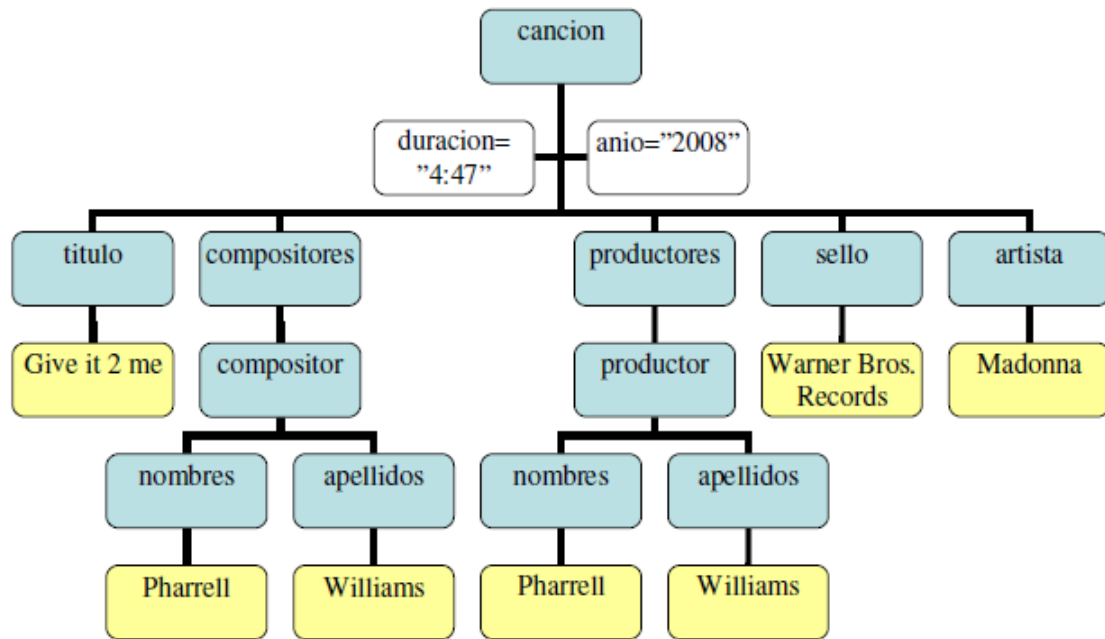 cancion
duracion=
”4:47”
anio=”2008”
titulo
compositores
productores
sello
artista
Give it 2 me
compositor
productor
Warner Bros.
Records
Madonna
nombres
apellidos
nombres
apellidos
Pharrell
Williams
Pharrell
Williams